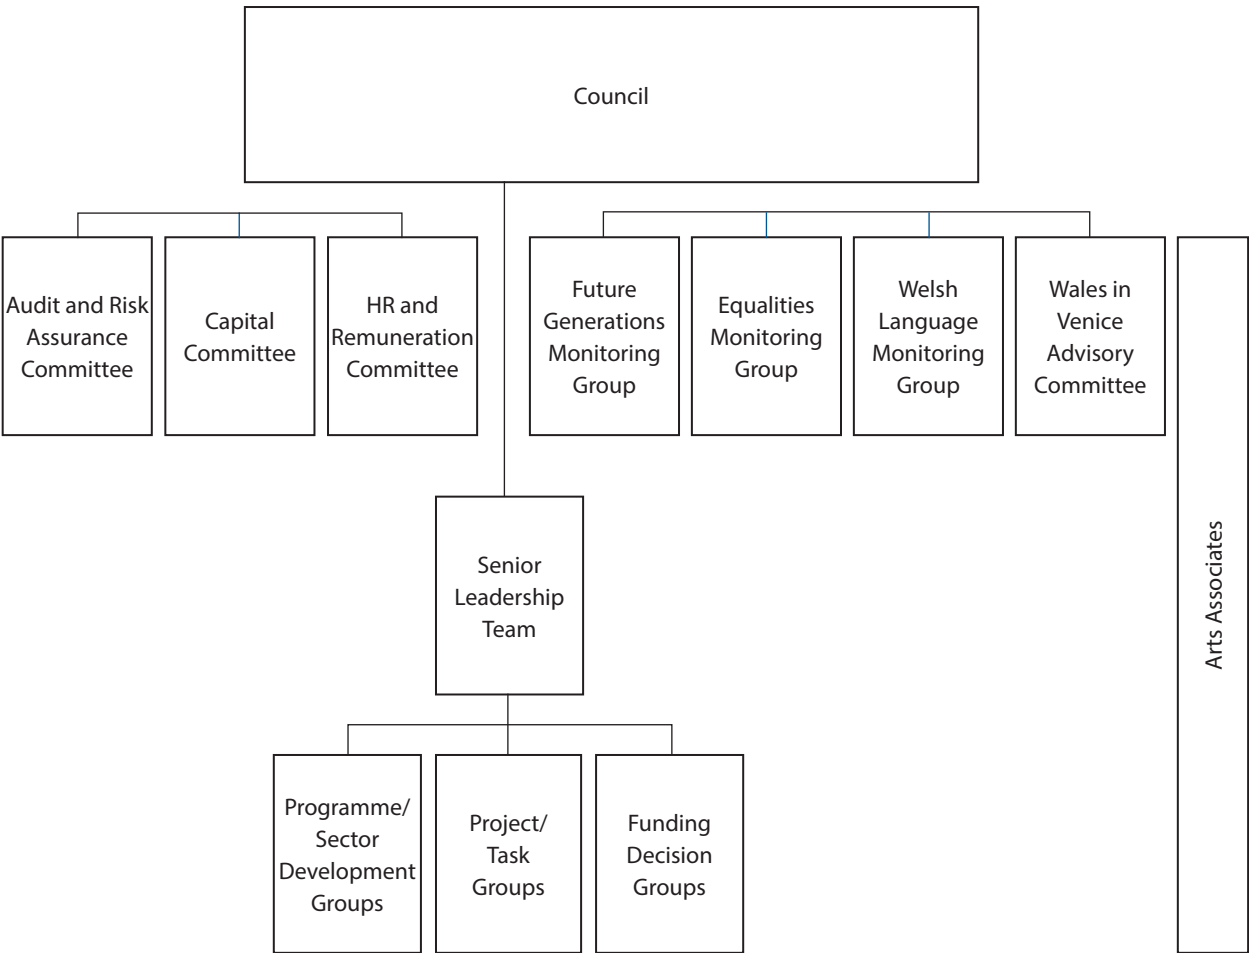 Council
Audit and Risk
Assurance
Committee
Capital
Committee
HR and
Remuneration
Committee
Future
Generations
Monitoring
Group
Equalities
Monitoring
Group
Welsh
Language
Monitoring
Group
Wales in
Venice
Advisory
Committee
Arts Associates
Senior
Leadership
Team
Programme/
Sector
Development
Groups
Project/
Task
Groups
Funding
Decision
Groups